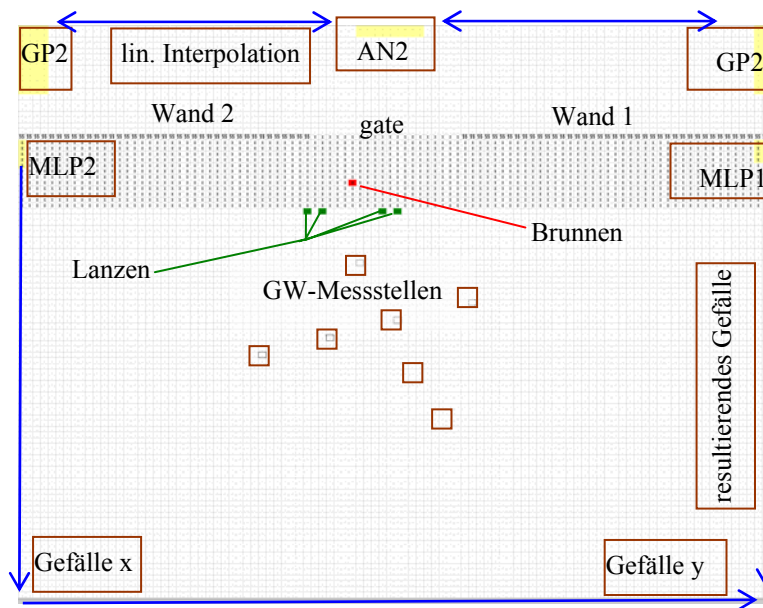 GP2
lin. Interpolation
AN2
GP2
Wand 2
gate
Wand 1
MLP2
MLP1
Brunnen
Lanzen
GW-Messstellen
resultierendes Gefälle
Gefälle x
Gefälle y